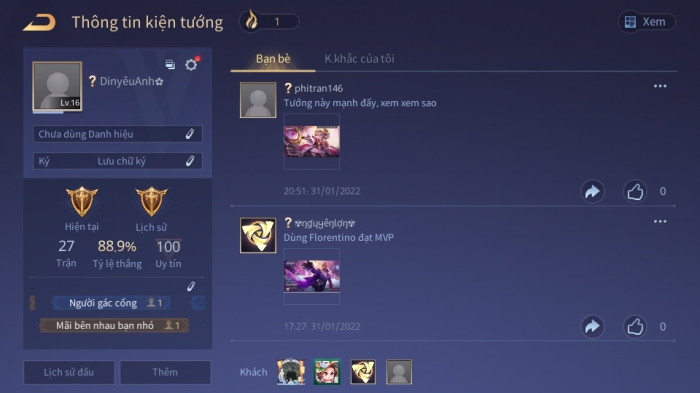 Thông tin kiện tướng
1
Xem
? DinyêuAnh✿
Lv.16
Chưa dùng Danh hiệu
Ký Lưu chữ ký
Hiện tại Lịch sử
27 88.9% 100
Trận Tỷ lệ thắng Uy tín
Người gác cổng 1
Mãi bên nhau bạn nhó 1
Lịch sử đấu Thêm
Bạn bè K.khắc của tôi
? phitran146
Tướng này mạnh đấy, xem xem sao
20:51: 31/01/2022 0
Dùng Florentino đạt MVP
17:27: 31/01/2022 0
Khách